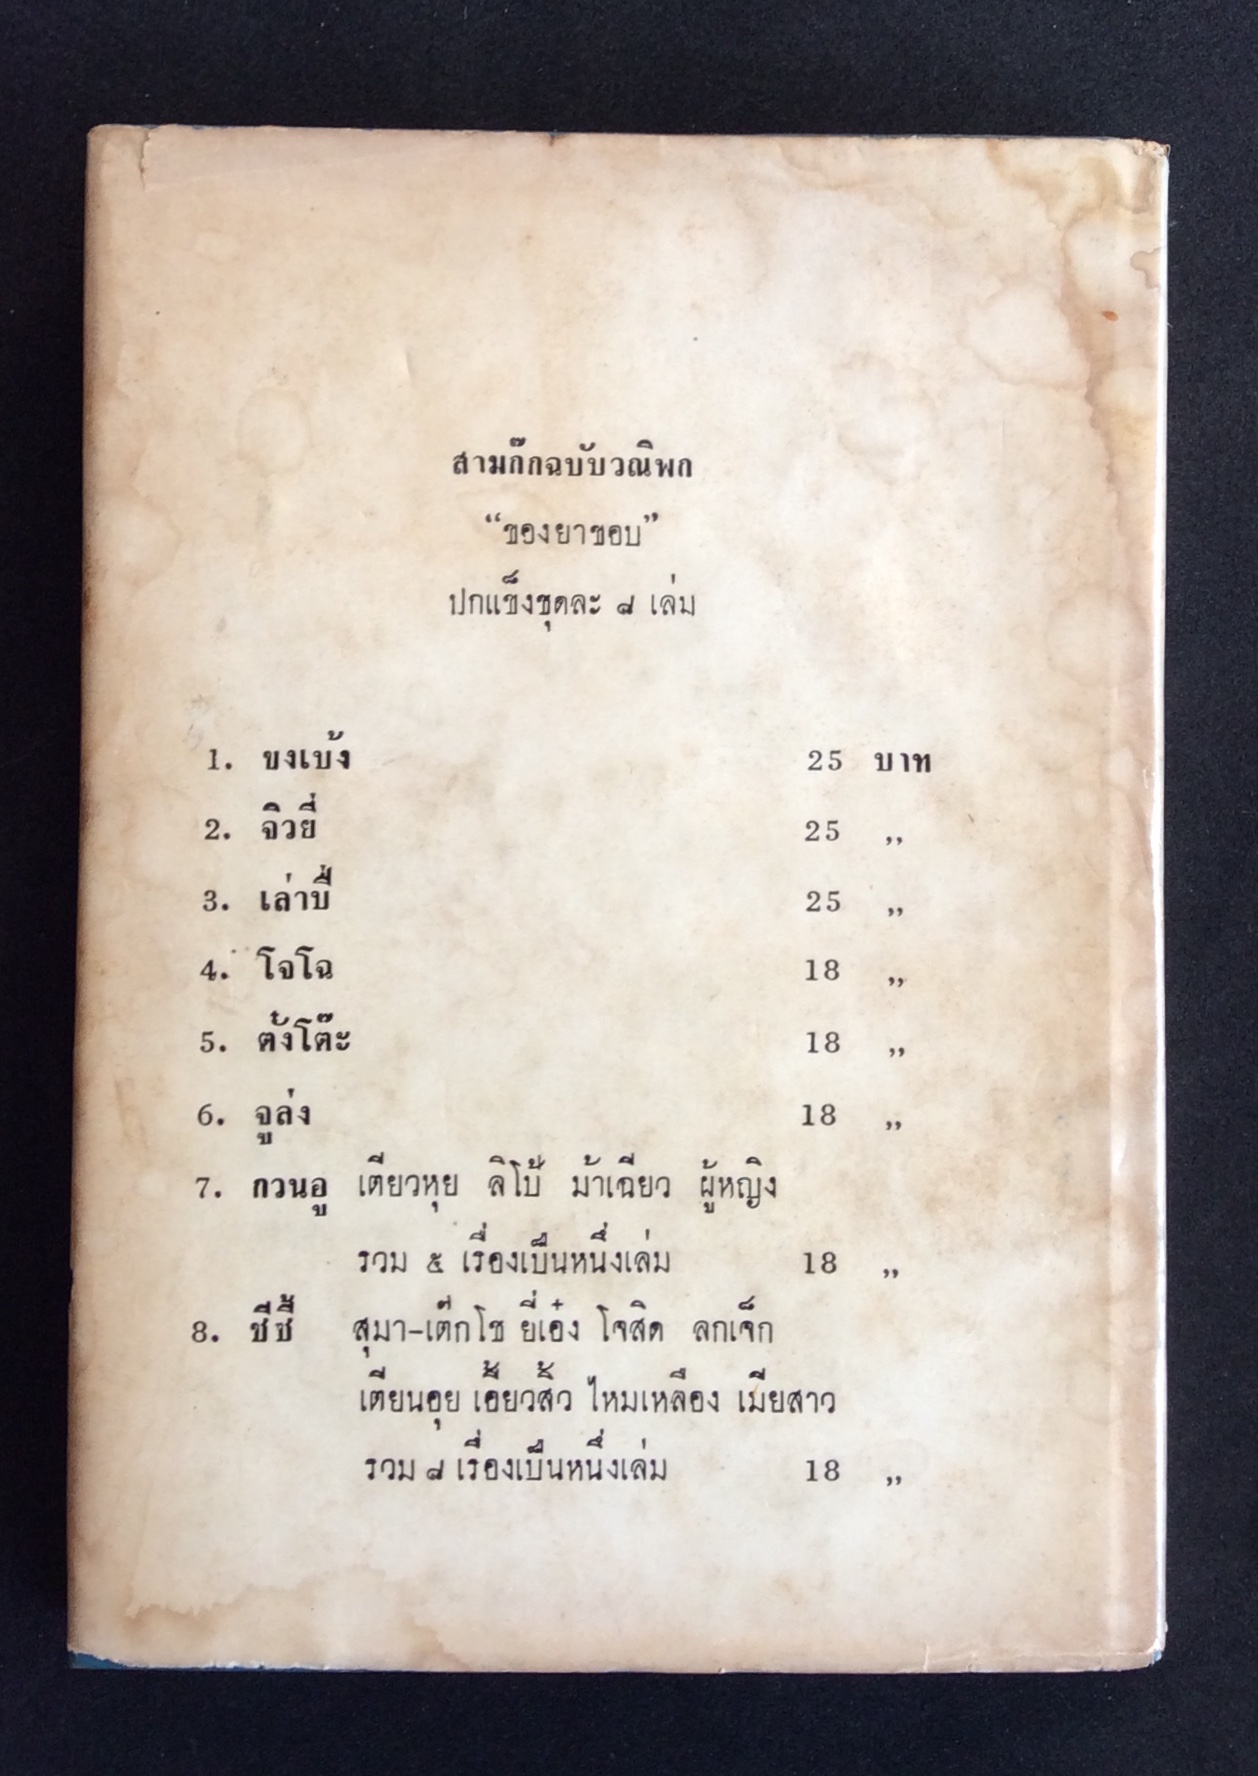 สามก๊กฉบับวณิพก
“ของยาขอบ”
ปกแข็งชุดละ ๘ เล่ม
1. ขงเบ้ง 25 บาท
2. จิวยี่ 25 ,,
3. เล่าปี่ 25 ,,
4. โจโฉ 18 ,,
5. ตั๋งโต๊ะ 18 ,,
6. จูล่ง 18 ,,
7. กวนอู เตียวหุย ลิโป้ ม้าเฉียว ผู้หญิง
รวม ๕ เรื่องเป็นหนึ่งเล่ม 18 ,,
8. ชีซี้ สุมา-เต๊กโช ยี่เอ๋ง โจสิด ลกเจ็ก
เตียนอุย เอี้ยวสิ้ว ไหมเหลือง เมียสาว
รวม ๘ เรื่องเป็นหนึ่งเล่ม 18 ,,